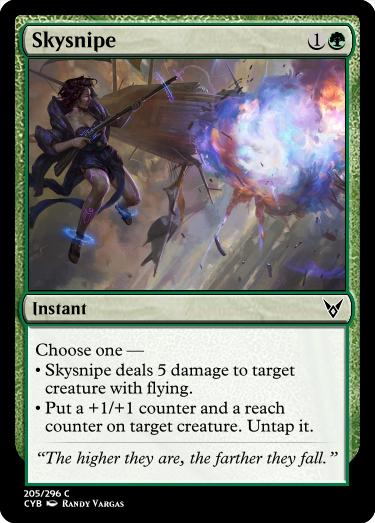 Skysnipe 1
Instant
Choose one —
• Skysnipe deals 5 damage to target
creature with flying.
• Put a +1/+1 counter and a reach
counter on target creature. Untap it.
“The higher they are, the farther they fall.”
205/296 C
CYB Randy Vargas